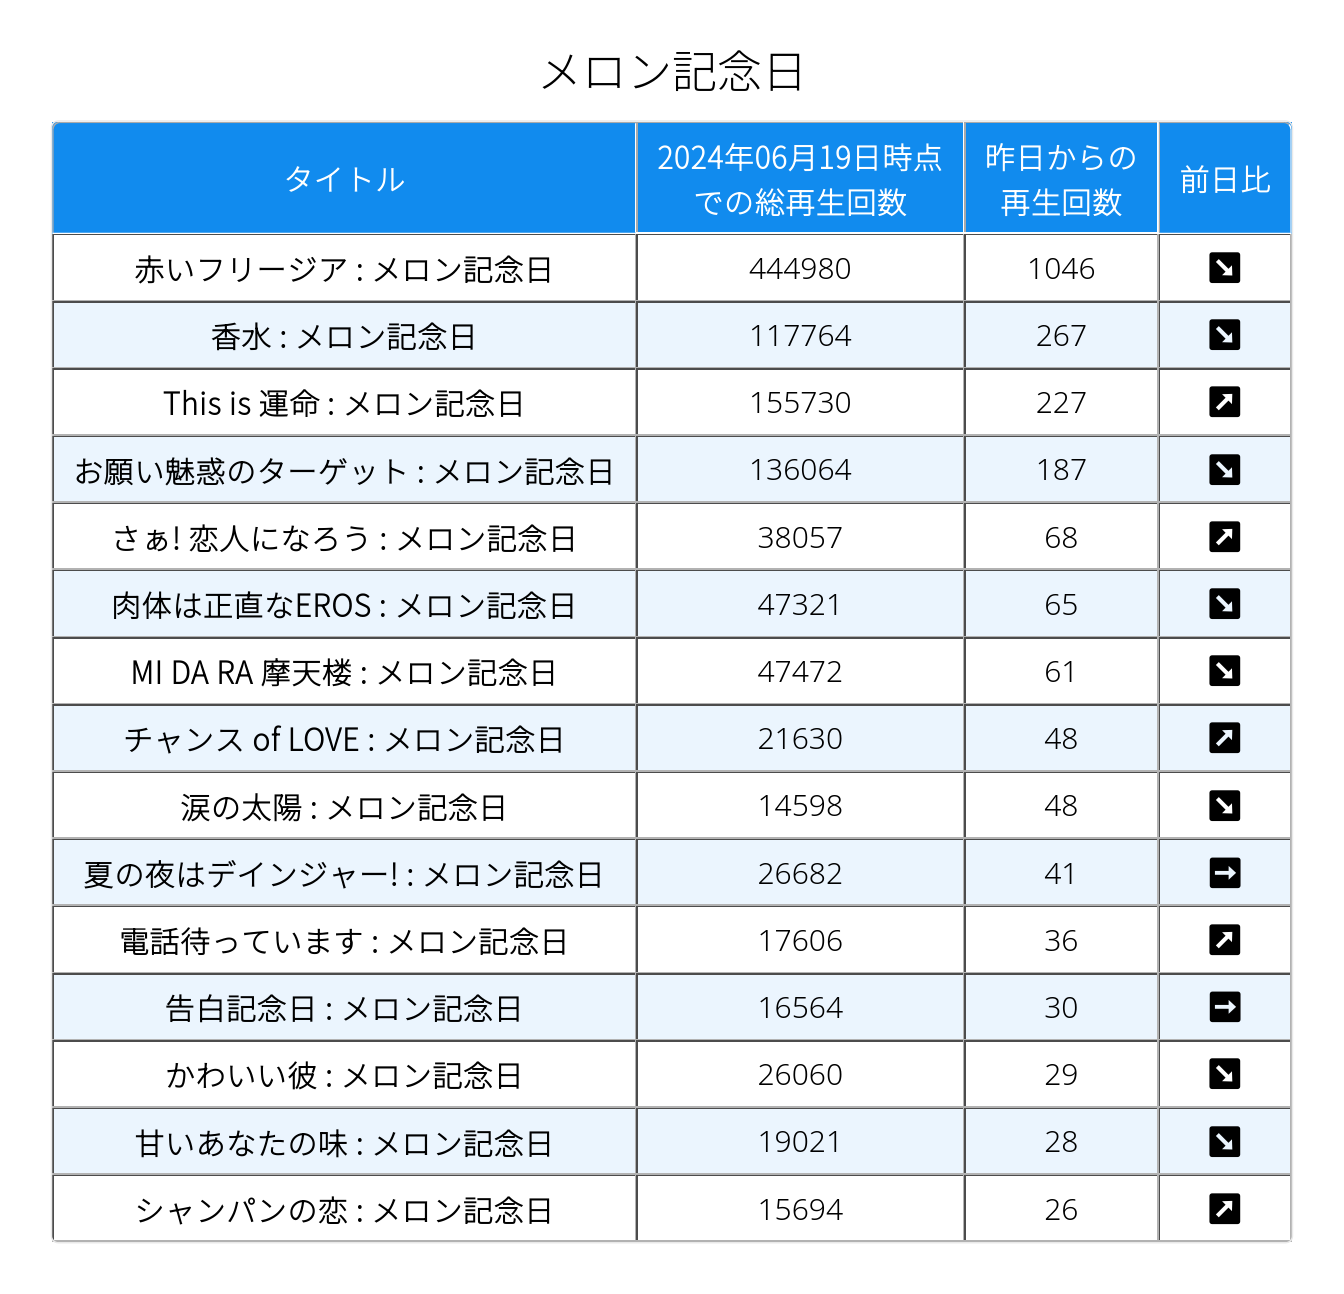 メロン記念日
タイトル 2024年06月19日時点での総再生回数 昨日からの再生回数 前日比
赤いフリージア : メロン記念日 444980 1046 ↘
香水 : メロン記念日 117764 267 ↘
This is 運命 : メロン記念日 155730 227 ↗
お願い魅惑のターゲット : メロン記念日 136064 187 ↘
さぁ! 恋人になろう : メロン記念日 38057 68 ↗
肉体は正直なEROS : メロン記念日 47321 65 ↘
MI DA RA 摩天楼 : メロン記念日 47472 61 ↘
チャンス of LOVE : メロン記念日 21630 48 ↗
涙の太陽 : メロン記念日 14598 48 ↘
夏の夜はデインジャー! : メロン記念日 26682 41 →
電話待っています : メロン記念日 17606 36 ↗
告白記念日 : メロン記念日 16564 30 →
かわいい彼 : メロン記念日 26060 29 ↘
甘いあなたの味 : メロン記念日 19021 28 ↘
シャンパンの恋 : メロン記念日 15694 26 ↗